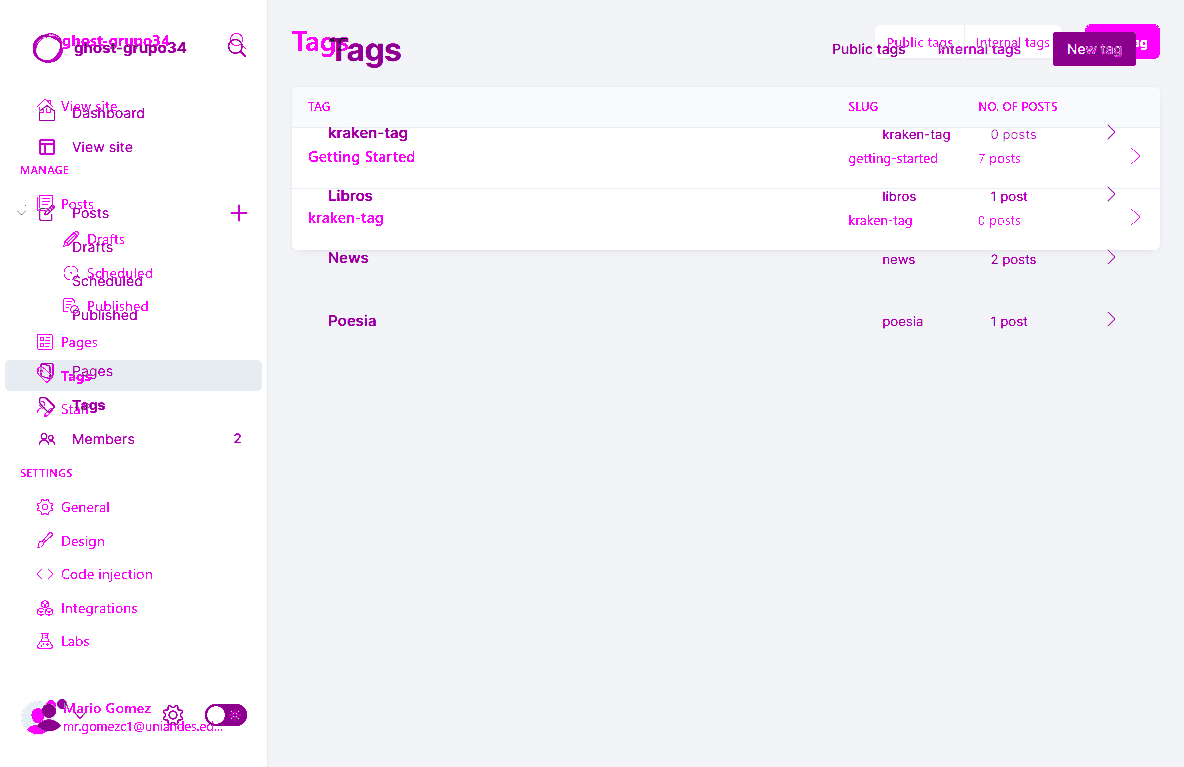 ghost-grupo34
ghost-grupo34
View site
Dashboard
View site
MANAGE
Posts
Posts
Drafts
Drafts
Scheduled
Scheduled
Published
Published
Pages
Pages
Tags
Tags
Staff
Members 2
SETTINGS
General
Design
Code injection
Integrations
Labs
Mario Gomez
mr.gomezc1@uniandes.ed...
Tags
Tags
Public tags Internal tags
Public tags Internal tags New tag
TAG SLUG NO. OF POSTS
kraken-tag kraken-tag 0 posts
Getting Started getting-started 7 posts
Libros libros 1 post
kraken-tag kraken-tag 0 posts
News news 2 posts
Poesia poesia 1 post